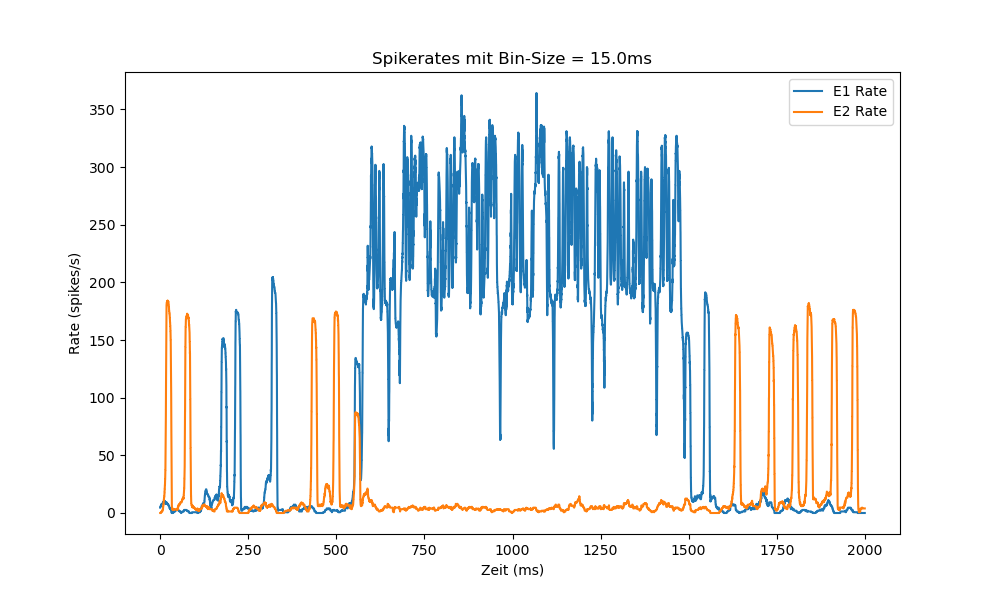 Spikerates mit Bin-Size = 15.0ms
E1 Rate
E2 Rate
350
300
250
200
150
100
50
0
Rate (spikes/s)
0 250 500 750 1000 1250 1500 1750 2000
Zeit (ms)